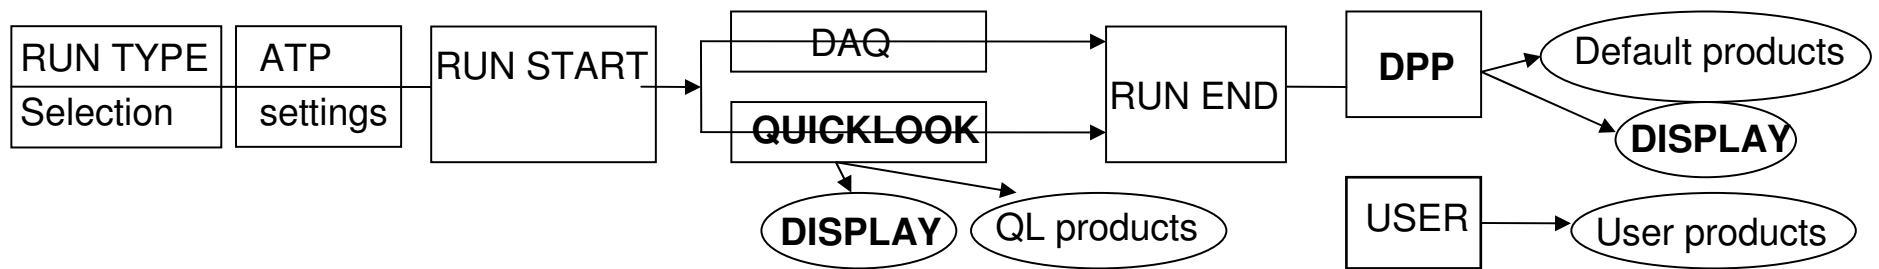 RUN TYPE
Selection
ATP
settings
RUN START
DAQ
QUICKLOOK
DISPLAY
QL products
RUN END
DPP
Default products
DISPLAY
USER
User products